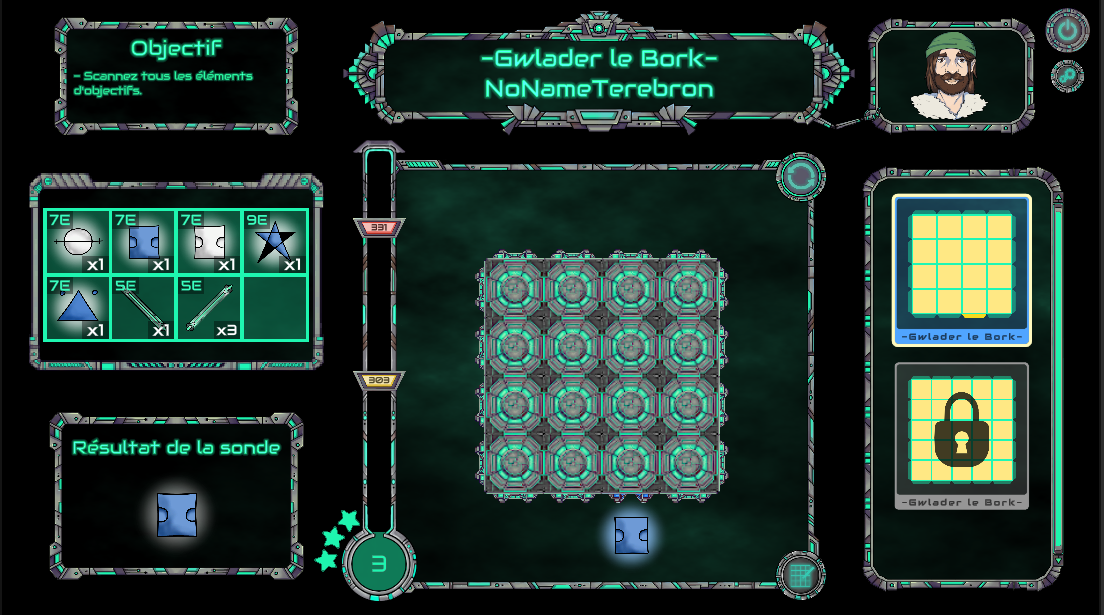 Objectif
- Scannez tous les éléments
d'objectifs.
-Gwlader le Bork-
NoNameTerebron
7E
7E
7E
9E
x1
x1
x1
x1
7E
5E
5E
x1
x1
x3
331
303
-Gwlader le Bork-
-Gwlader le Bork-
Résultat de la sonde
3